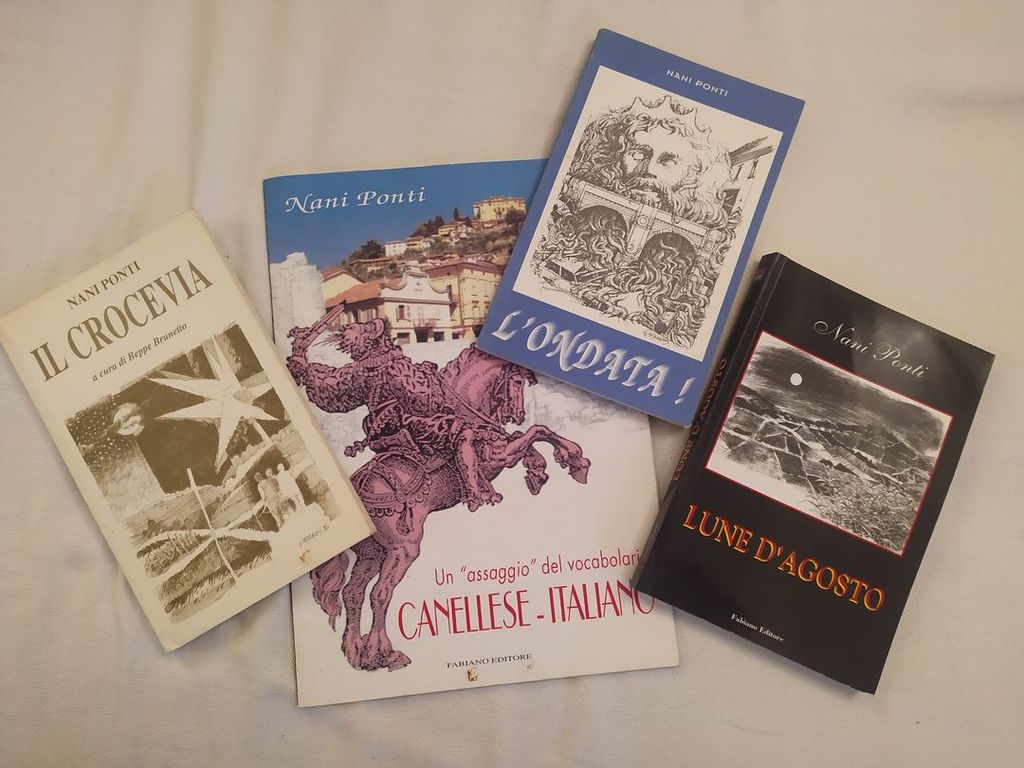 NANI PONTI
IL CROCEVIA
a cura di Beppe Brunetto
Nani Ponti
Un "assaggio" del vocabolari
CANELLESE - ITALIANO
FABIANO EDITORE
NANI PONTI
L'ONDATA!
LUNE D'AGOSTO
Nani Ponti
LUNE D'AGOSTO
Fabiano Editore